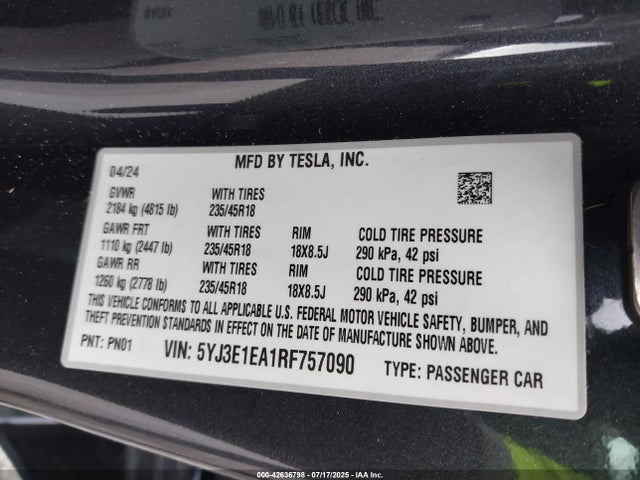 MFD BY TESLA, INC.
04/24
GVWR WITH TIRES
2184 kg (4815 lb) 235/45R18
GAWR FRT WITH TIRES RIM COLD TIRE PRESSURE
1110 kg (2447 lb) 235/45R18 18X8.5J 290 kPa, 42 psi
GAWR RR WITH TIRES RIM COLD TIRE PRESSURE
1260 kg (2778 lb) 235/45R18 18X8.5J 290 kPa, 42 psi
THIS VEHICLE CONFORMS TO ALL APPLICABLE U.S. FEDERAL MOTOR VEHICLE SAFETY, BUMPER, AND
THEFT PREVENTION STANDARDS IN EFFECT ON THE DATE OF MANUFACTURE SHOWN ABOVE.
PNT: PN01 VIN: 5YJ3E1EA1RF757090 TYPE: PASSENGER CAR
000-42636798 - 07/17/2025 - IAA Inc.